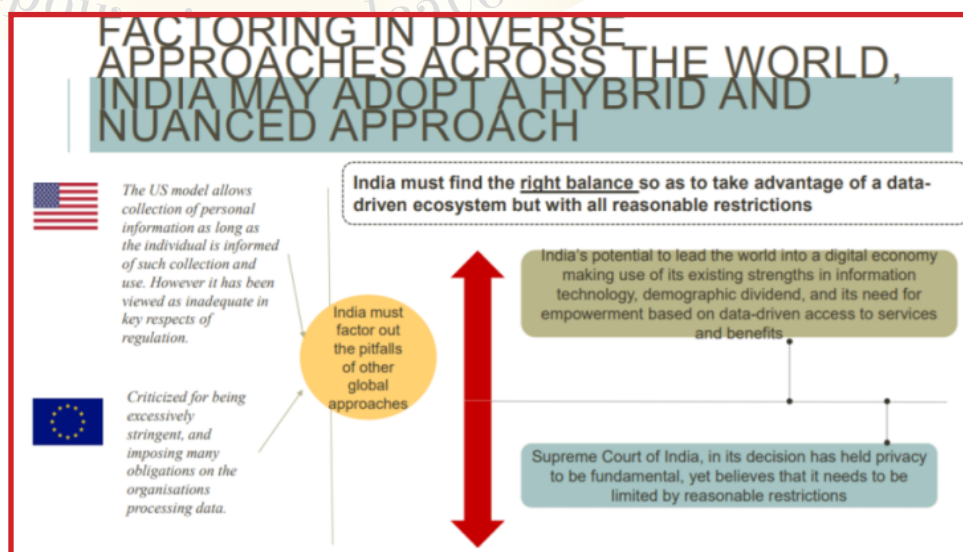 FACTORING IN DIVERSE
APPROACHES ACROSS THE WORLD,
INDIA MAY ADOPT A HYBRID AND
NUANCED APPROACH
The US model allows
collection of personal
information as long as
the individual is informed
of such collection and
use. However it has been
viewed as inadequate in
key respects of
regulation.
Criticized for being
excessively
stringent, and
imposing many
obligations on the
organisations
processing data.
India must
factor out
the pitfalls
of other
global
approaches
India must find the right balance so as to take advantage of a data-
driven ecosystem but with all reasonable restrictions
India's potential to lead the world into a digital economy
making use of its existing strengths in information
technology, demographic dividend, and its need for
empowerment based on data-driven access to services
and benefits
Supreme Court of India, in its decision has held privacy
to be fundamental, yet believes that it needs to be
limited by reasonable restrictions